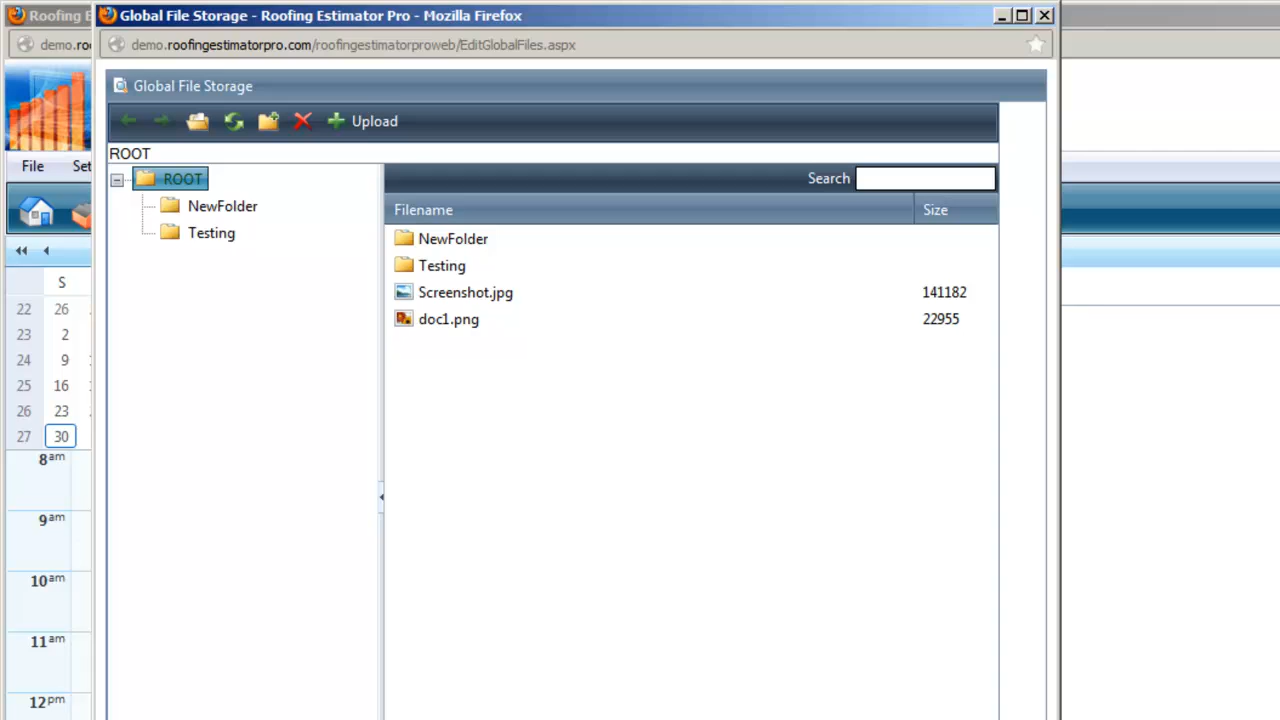 Roofing E
Global File Storage - Roofing Estimator Pro - Mozilla Firefox
demo.roo
demo.roofingestimatorpro.com/roofingestimatorproweb/EditGlobalFiles.aspx
Global File Storage
Upload
ROOT
File
Set
ROOT
NewFolder
Testing
Search
Filename Size
NewFolder
Testing
Screenshot.jpg 141182
doc1.png 22955
S
22 26
23 2
24 9
25 16
26 23
27 30
8am
9am
10am
11am
12pm